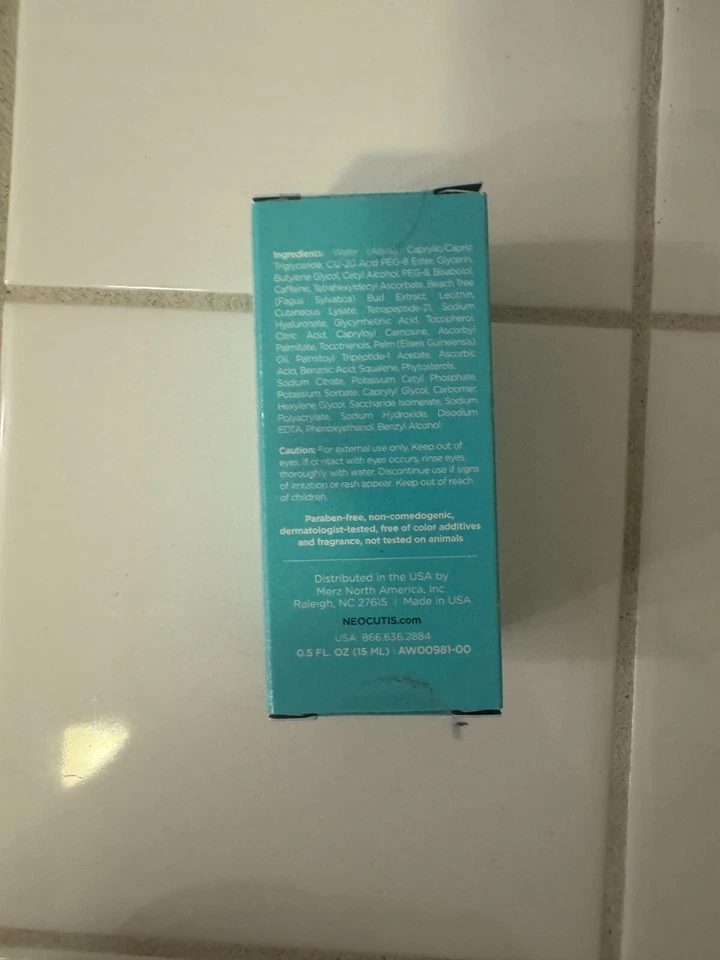 Ingredients: Water (Aqua), Caprylic/Capric
Triglyceride, C12-20 Acid PEG-8 Ester, Glycerin,
Butylene Glycol, Cetyl Alcohol, PEG-8, Bisabolol,
Caffeine, Tetrahexyldecyl Ascorbate, Beach Tree
(Fagus Sylvatica) Bud Extract, Lecithin,
Cutaneous Lysate, Tetrapeptide-21, Sodium
Hyaluronate, Glycyrrhetinic Acid, Tocopherol,
Citric Acid, Capryloyl Carnosine, Ascorbyl
Palmitate, Tocotrienols, Palm (Elaeis Guineensis)
Oil, Palmitoyl Tripeptide-1 Acetate, Ascorbic
Acid, Benzoic Acid, Squalene, Phytosterols,
Sodium Citrate, Potassium Cetyl Phosphate,
Potassium Sorbate, Caprylyl Glycol, Carbomer,
Hexylene Glycol, Saccharide Isomerate, Sodium
Polyacrylate, Sodium Hydroxide, Disodium
EDTA, Phenoxyethanol, Benzyl Alcohol
Caution: For external use only. Keep out of
eyes. If contact with eyes occurs, rinse eyes
thoroughly with water. Discontinue use if signs
of irritation or rash appear. Keep out of reach
of children.
Paraben-free, non-comedogenic,
dermatologist-tested, free of color additives
and fragrance, not tested on animals
Distributed in the USA by
Merz North America, Inc.
Raleigh, NC 27615 | Made in USA
NEOCUTIS.com
USA: 866.636.2884
0.5 FL. OZ (15 ML) | AW00981-00